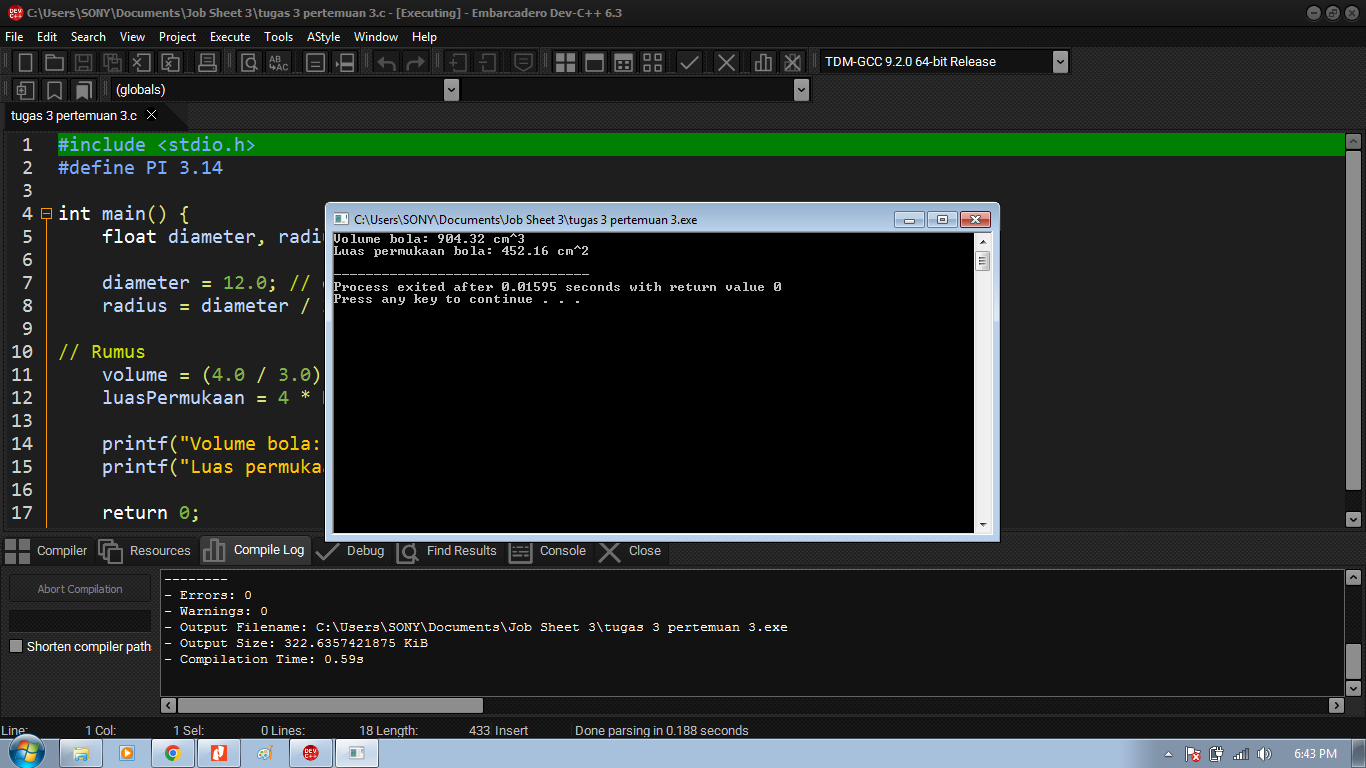 C:\Users\SONY\Documents\Job Sheet 3\tugas 3 pertemuan 3.c - [Executing] - Embarcadero Dev-C++ 6.3
File Edit Search View Project Execute Tools AStyle Window Help
TDM-GCC 9.2.0 64-bit Release
(globals)
tugas 3 pertemuan 3.c
1 #include <stdio.h>
2 #define PI 3.14
3
4 int main() {
5 float diameter, radi
6
7 diameter = 12.0; //
8 radius = diameter /
9
10 // Rumus
11 volume = (4.0 / 3.0)
12 luasPermukaan = 4 *
13
14 printf("Volume bola:
15 printf("Luas permuka
16
17 return 0;
C:\Users\SONY\Documents\Job Sheet 3\tugas 3 pertemuan 3.exe
Volume bola: 904.32 cm^3
Luas permukaan bola: 452.16 cm^2
--------------------------------
Process exited after 0.01595 seconds with return value 0
Press any key to continue . . .
Compiler Resources Compile Log Debug Find Results Console Close
Abort Compilation
Shorten compiler path
--------
- Errors: 0
- Warnings: 0
- Output Filename: C:\Users\SONY\Documents\Job Sheet 3\tugas 3 pertemuan 3.exe
- Output Size: 322.6357421875 KiB
- Compilation Time: 0.59s
Line: 1 Col: 1 Sel: 0 Lines: 18 Length: 433 Insert Done parsing in 0.188 seconds
6:43 PM